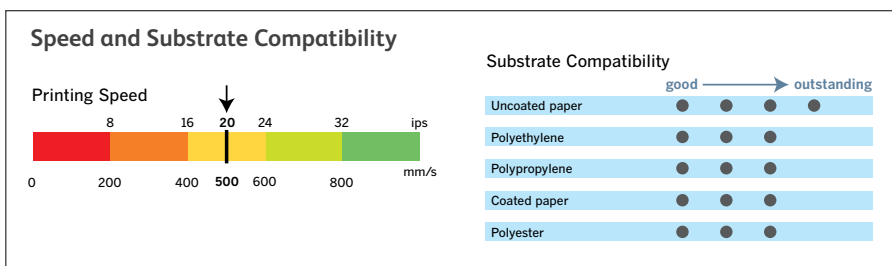 Speed and Substrate Compatibility
Printing Speed
8 16 20 24 32 ips
mm/s
0 200 400 500 600 800
Substrate Compatibility
good outstanding
Uncoated paper
Polyethylene
Polypropylene
Coated paper
Polyester